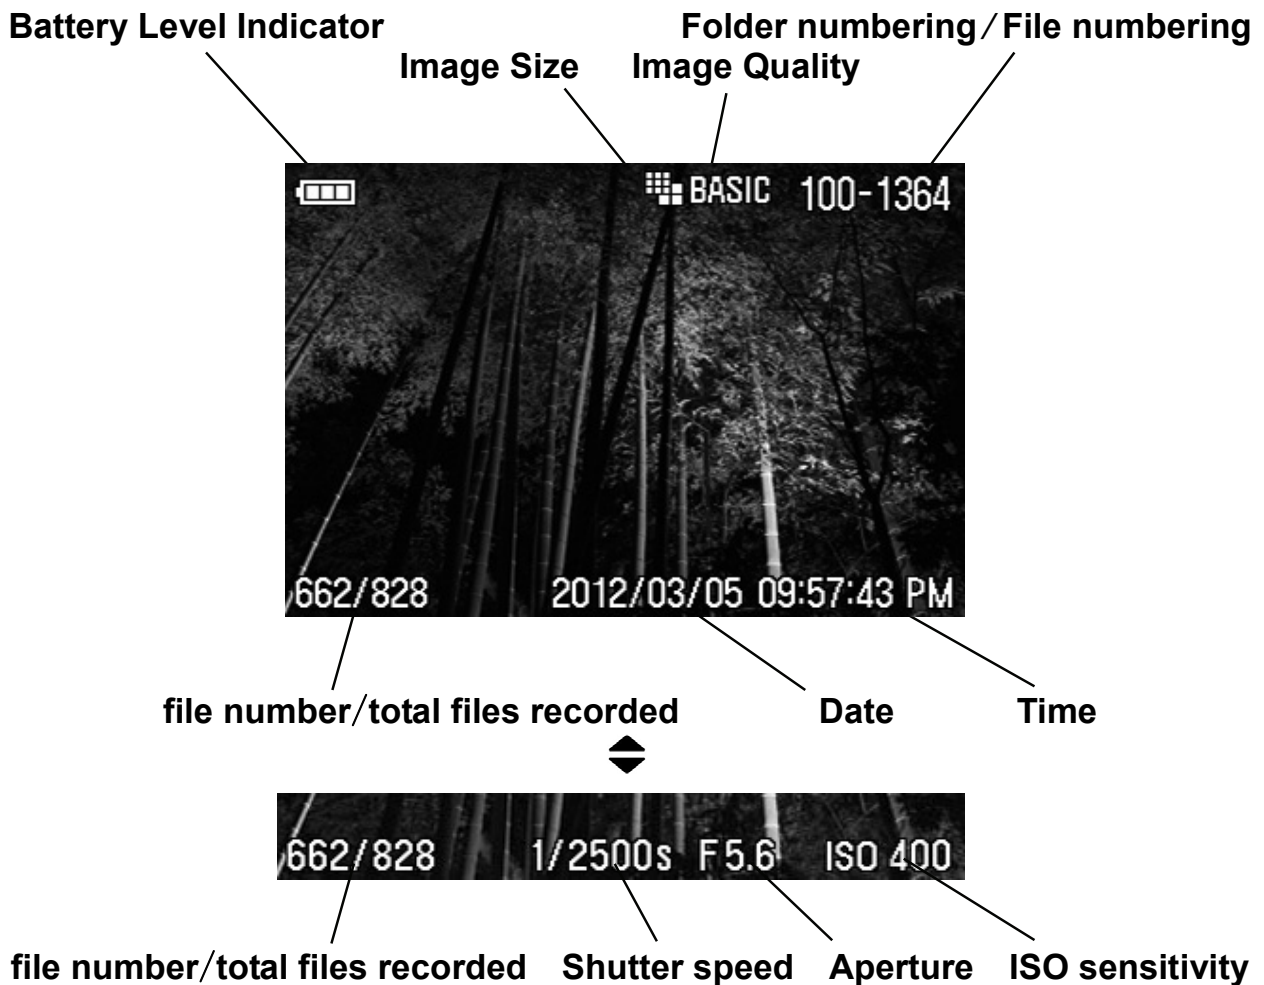 Battery Level Indicator
Folder numbering/File numbering
Image Size
Image Quality
BASIC
100-1364
662/828
2012/03/05 09:57:43 PM
file number/total files recorded
Date
Time
662/828
1/2500s
F5.6
ISO 400
file number/total files recorded
Shutter speed
Aperture
ISO sensitivity